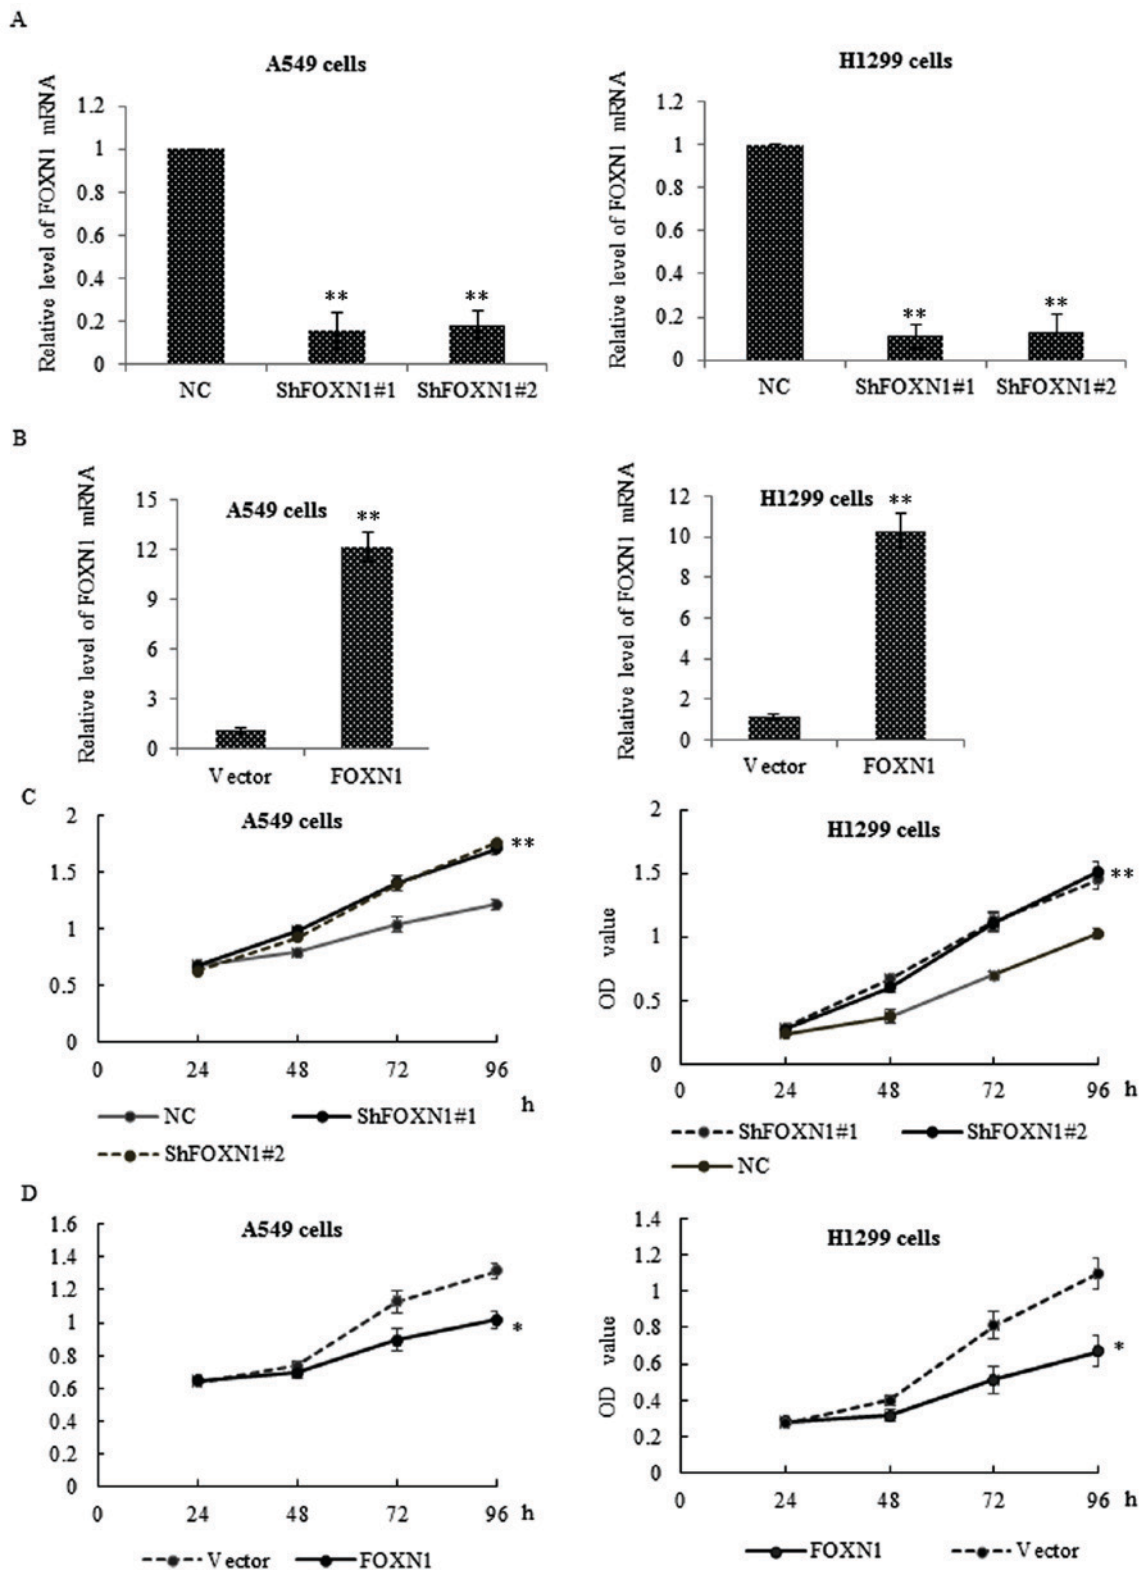 A
A549 cells
Relative level of FOXN1 mRNA
1.2
1
0.8
0.6
0.4
0.2
0
**
**
NC
ShFOXN1#1
ShFOXN1#2
H1299 cells
Relative level of FOXN1 mRNA
1.2
1
0.8
0.6
0.4
0.2
0
**
**
NC
ShFOXN1#1
ShFOXN1#2
B
A549 cells
Relative level of FOXN1 mRNA
15
12
9
6
3
0
**
Vector
FOXN1
H1299 cells
Relative level of FOXN1 mRNA
12
10
8
6
4
2
0
**
Vector
FOXN1
C
A549 cells
2
1.5
1
0.5
0
**
0
24
48
72
96
h
NC
ShFOXN1#1
ShFOXN1#2
H1299 cells
OD value
2
1.5
1
0.5
0
**
0
24
48
72
96
h
ShFOXN1#1
ShFOXN1#2
NC
D
A549 cells
1.6
1.4
1.2
1
0.8
0.6
0.4
0.2
0
*
0
24
48
72
96
h
Vector
FOXN1
H1299 cells
OD value
1.4
1.2
1
0.8
0.6
0.4
0.2
0
*
0
24
48
72
96
h
FOXN1
Vector